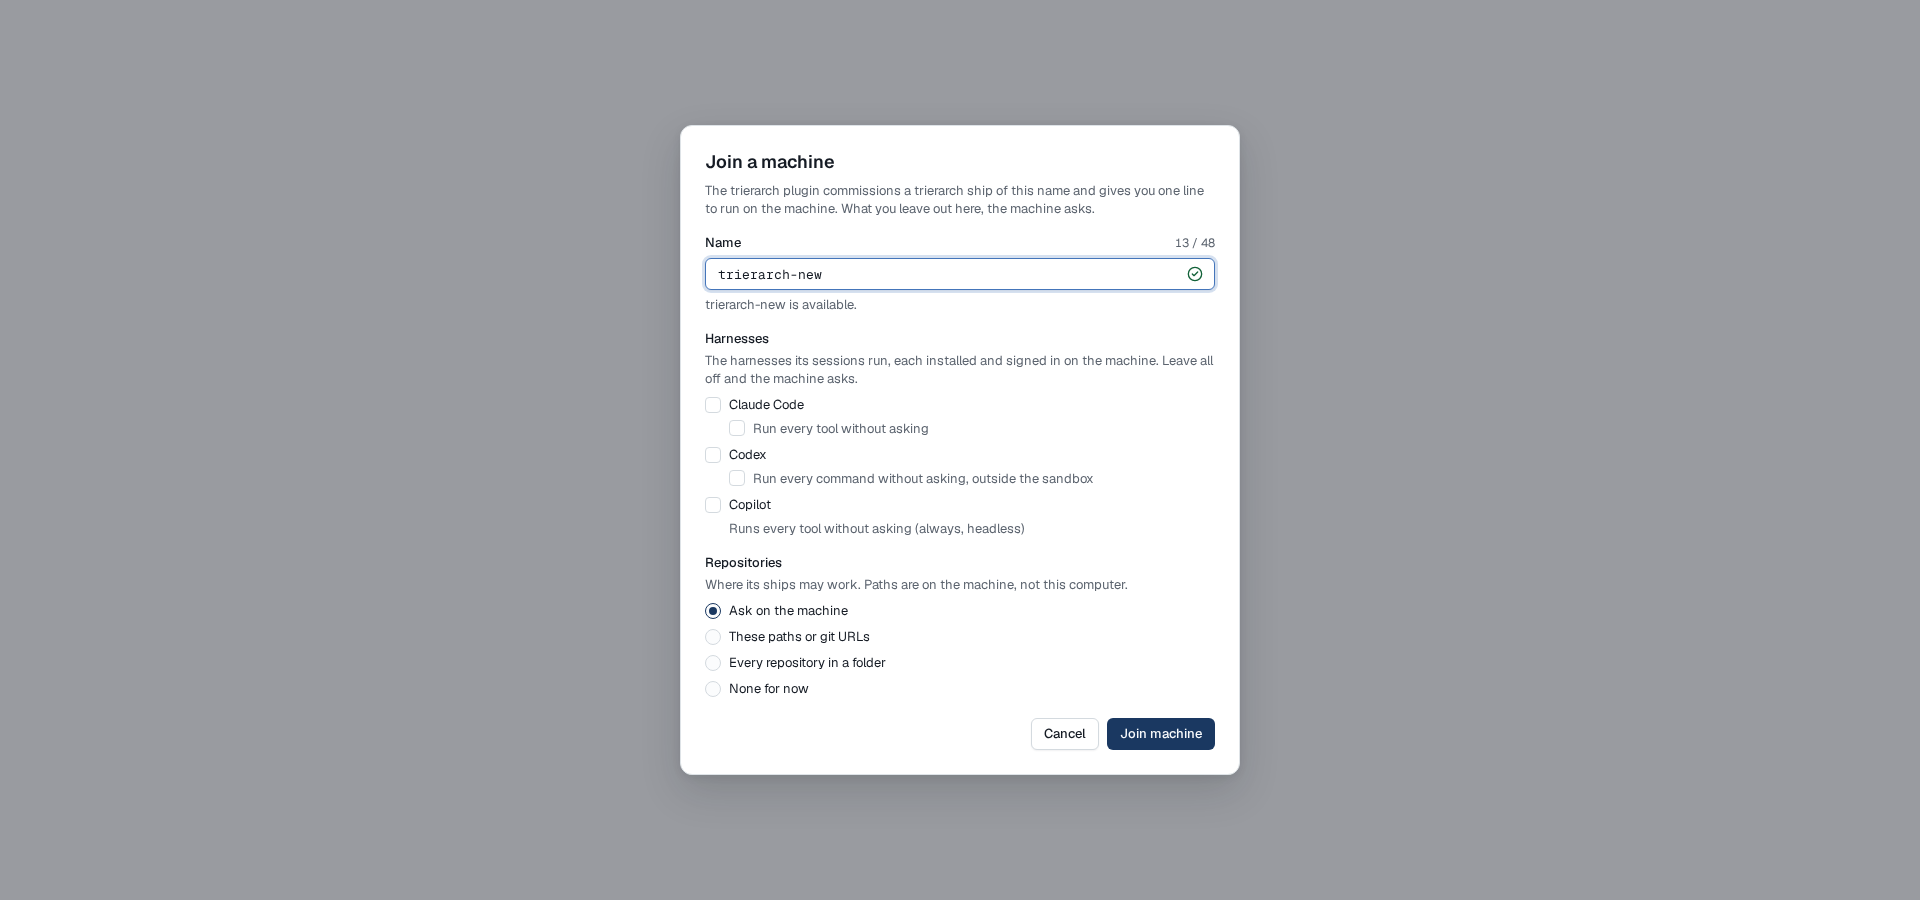 Join a machine
The trierarch plugin commissions a trierarch ship of this name and gives you one line
to run on the machine. What you leave out here, the machine asks.
Name 13 / 48
trierarch-new
trierarch-new is available.
Harnesses
The harnesses its sessions run, each installed and signed in on the machine. Leave all
off and the machine asks.
Claude Code
Run every tool without asking
Codex
Run every command without asking, outside the sandbox
Copilot
Runs every tool without asking (always, headless)
Repositories
Where its ships may work. Paths are on the machine, not this computer.
Ask on the machine
These paths or git URLs
Every repository in a folder
None for now
Cancel Join machine